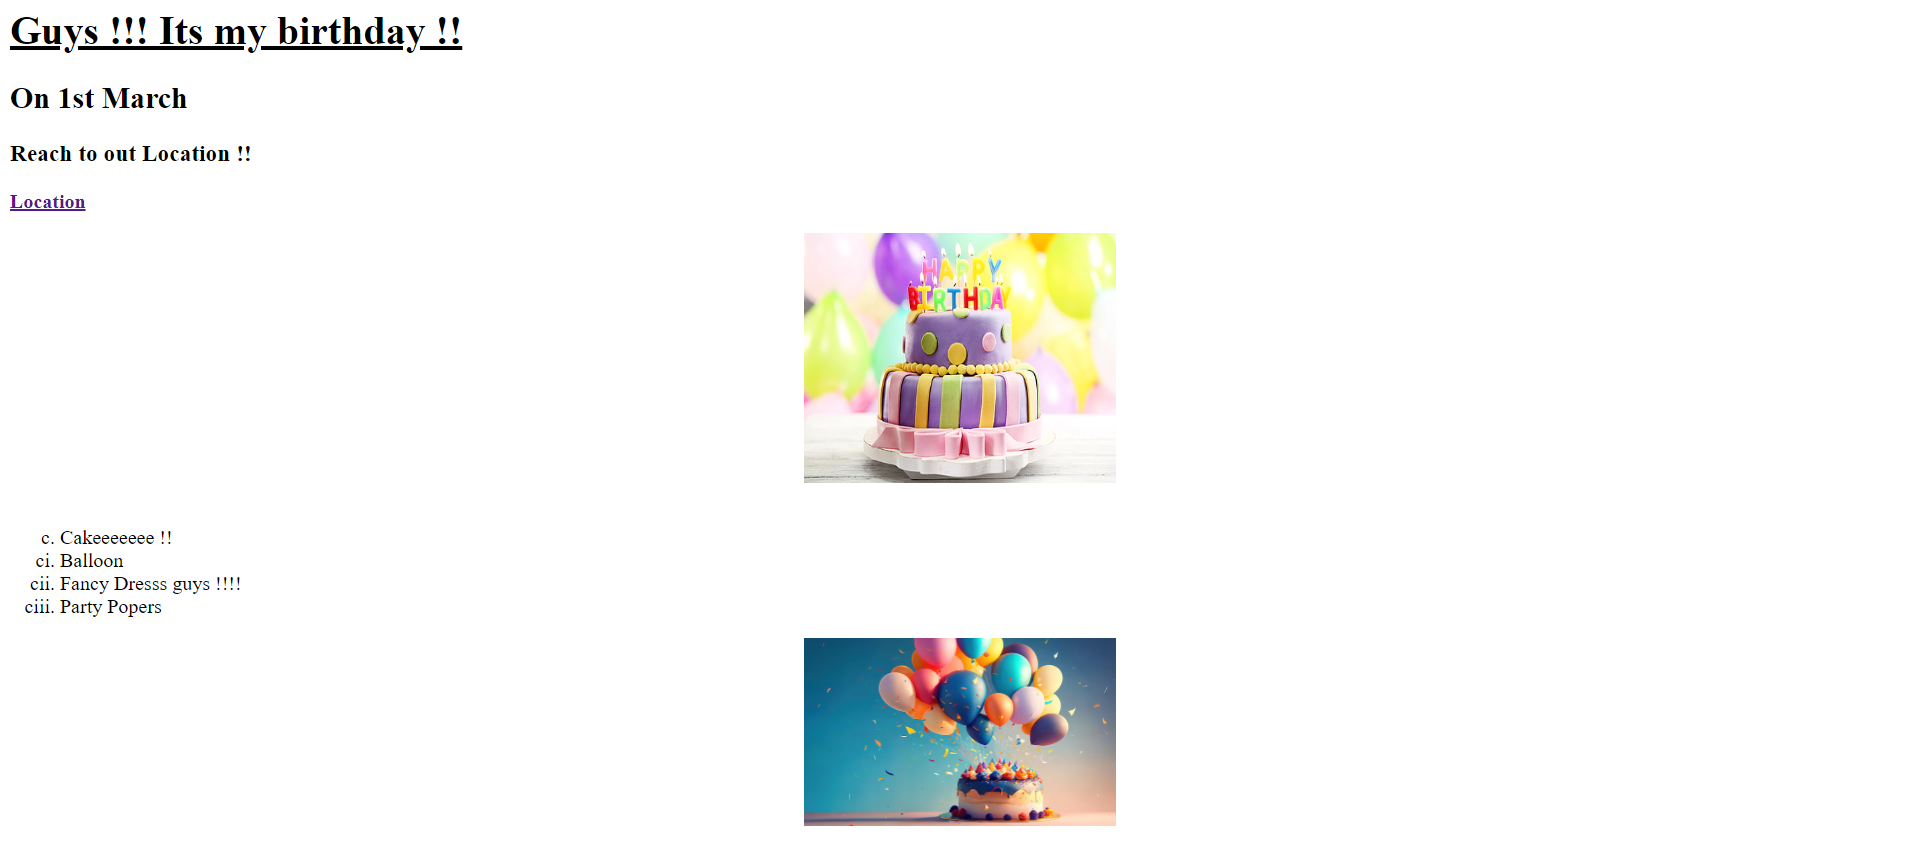 Guys !!! Its my birthday !!
On 1st March
Reach to out Location !!
Location
HAPPY
BIRTHDAY
c. Cakeeeeeee !!
ci. Balloon
cii. Fancy Dresss guys !!!!
ciii. Party Popers